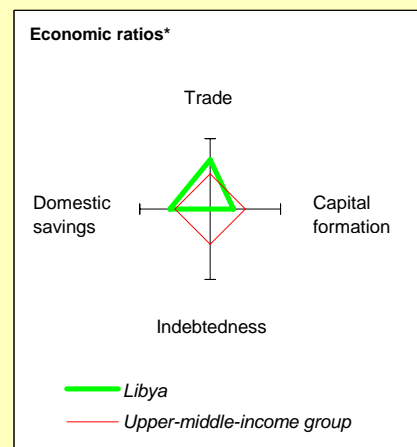 Economic ratios*
Trade
Domestic
savings
Capital
formation
Indebtedness
Libya
Upper-middle-income group